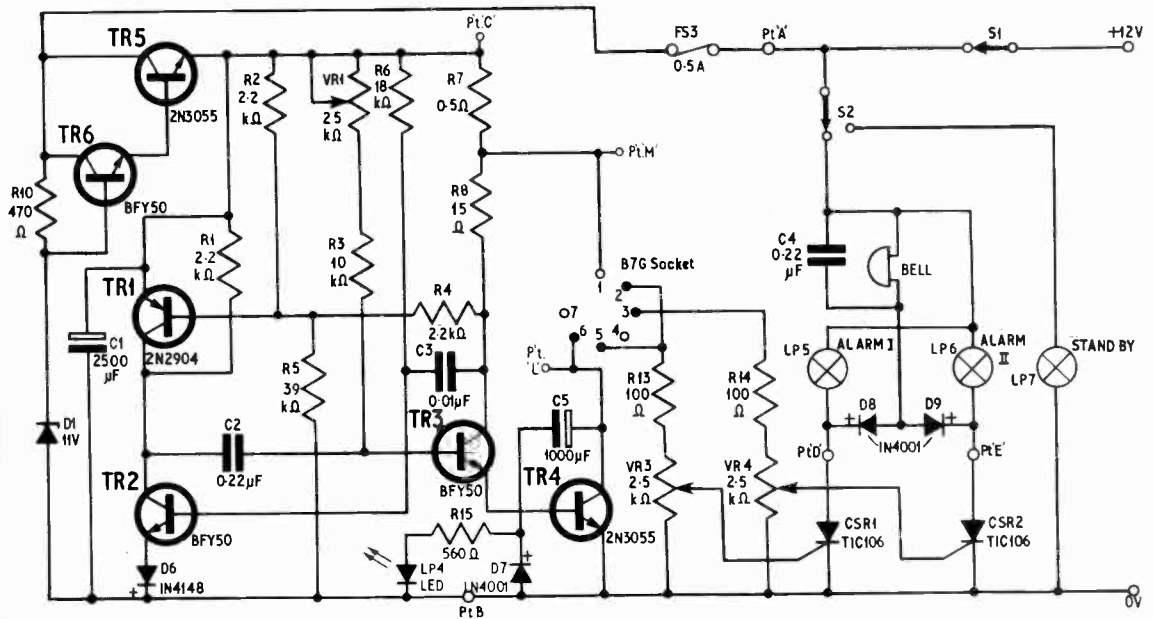 Pt'C'
FS3
0·5A
Pt'A'
S1
+12V
TR5
2N3055
R2
2·2
kΩ
VR1
25
kΩ
R6
18
kΩ
R7
0·5Ω
S2
TR6
BFY50
Pt'M'
R10
470
Ω
R1
2·2
kΩ
R3
10
kΩ
R8
15
Ω
C4
0·22
μF
BELL
B7G Socket
1
2
3
4
5
6
7
TR1
2N2904
R4
2·2kΩ
C1
2500
μF
R5
39
kΩ
C3
0·01μF
Pt.
'L'
LP5
ALARM I
LP6
ALARM
II
STAND BY
LP7
R13
100
Ω
R14
100
Ω
D1
11V
C2
0·22μF
TR3
BFY50
C5
1000μF
D8
D9
IN4001
Pt'D'
Pt'E'
TR2
BFY50
TR4
2N3055
VR3
2·5
kΩ
VR4
2·5
kΩ
R15
560Ω
CSR1
TIC106
CSR2
TIC106
D6
IN4148
LP4
LED
D7
IN4001
Pt B
0V